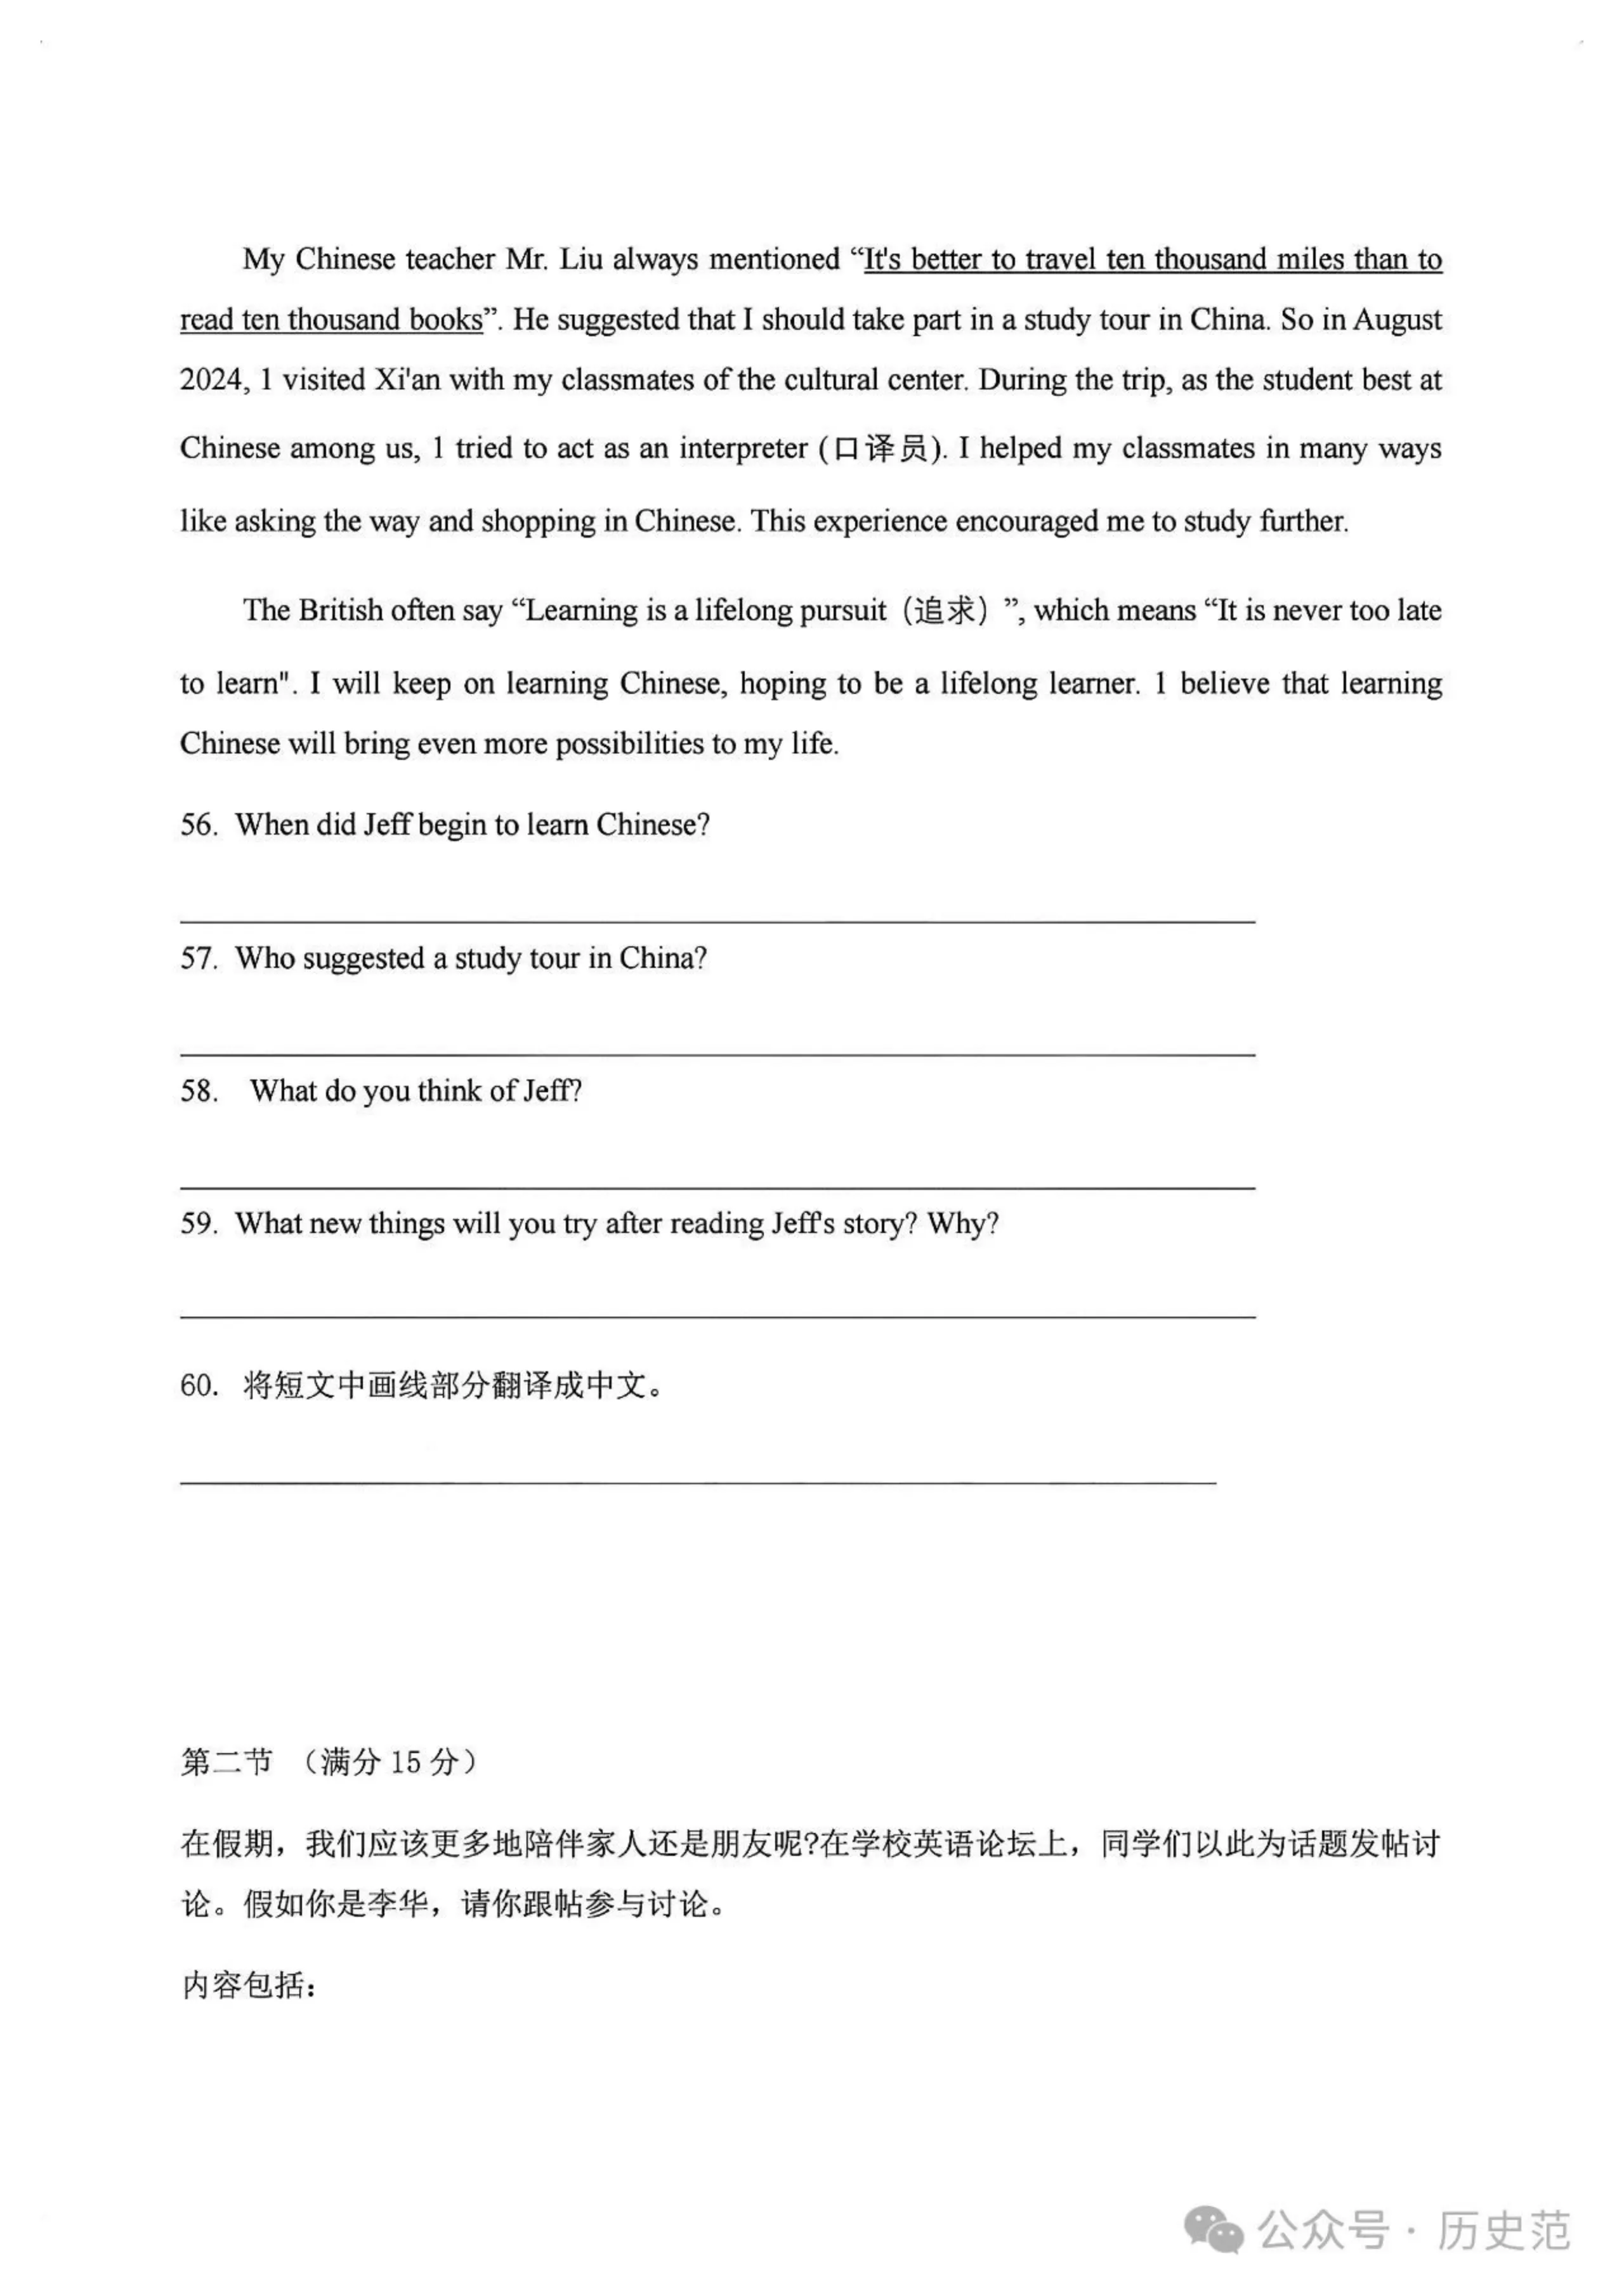 My Chinese teacher Mr. Liu always mentioned “It's better to travel ten thousand miles than to
read ten thousand books”. He suggested that I should take part in a study tour in China. So in August
2024, 1 visited Xi'an with my classmates of the cultural center. During the trip, as the student best at
Chinese among us, 1 tried to act as an interpreter (口译员). I helped my classmates in many ways
like asking the way and shopping in Chinese. This experience encouraged me to study further.
The British often say “Learning is a lifelong pursuit（追求）”, which means “It is never too late
to learn". I will keep on learning Chinese, hoping to be a lifelong learner. 1 believe that learning
Chinese will bring even more possibilities to my life.
56. When did Jeff begin to learn Chinese?
57. Who suggested a study tour in China?
58. What do you think of Jeff?
59. What new things will you try after reading Jeff's story? Why?
60. 将短文中画线部分翻译成中文。
第二节 （满分 15 分）
在假期，我们应该更多地陪伴家人还是朋友呢?在学校英语论坛上，同学们以此为话题发帖讨
论。假如你是李华，请你跟帖参与讨论。
内容包括：
公众号 · 历史范